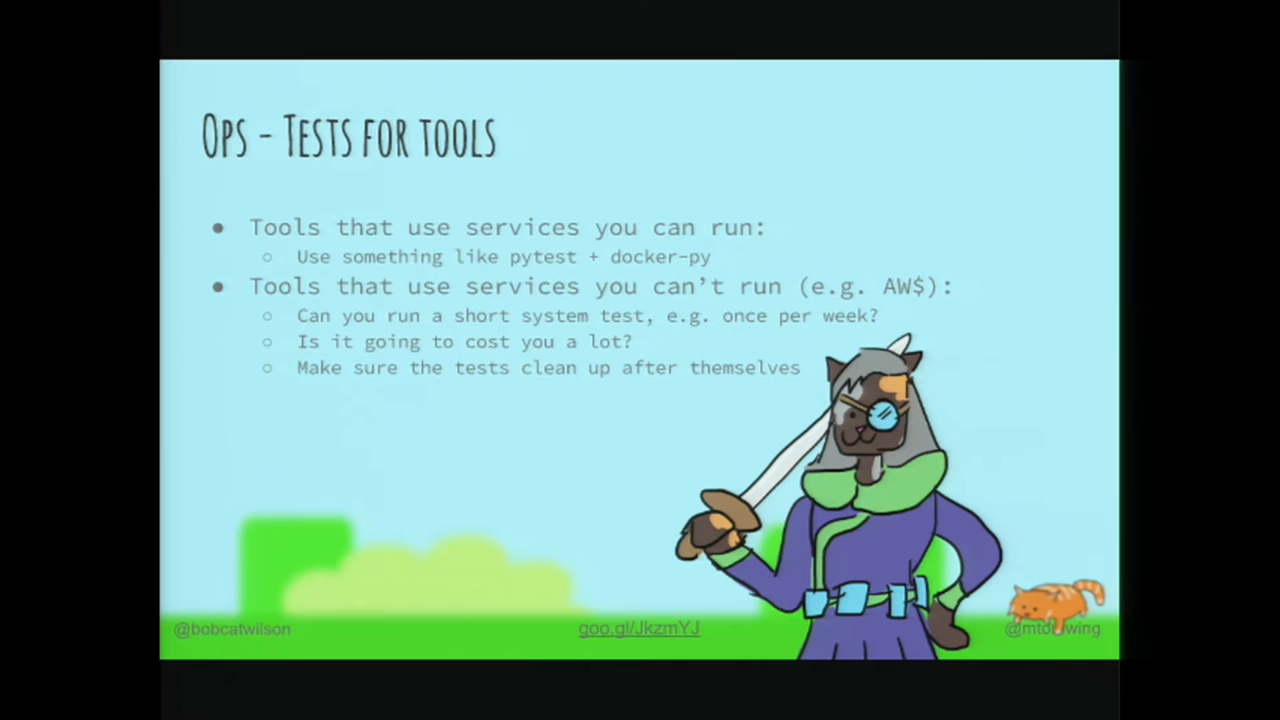 Ops - Tests for tools
● Tools that use services you can run:
○ Use something like pytest + docker-py
● Tools that use services you can't run (e.g. AW$):
○ Can you run a short system test, e.g. once per week?
○ Is it going to cost you a lot?
○ Make sure the tests clean up after themselves
@bobcatwilson
goo.gl/JkzmYJ